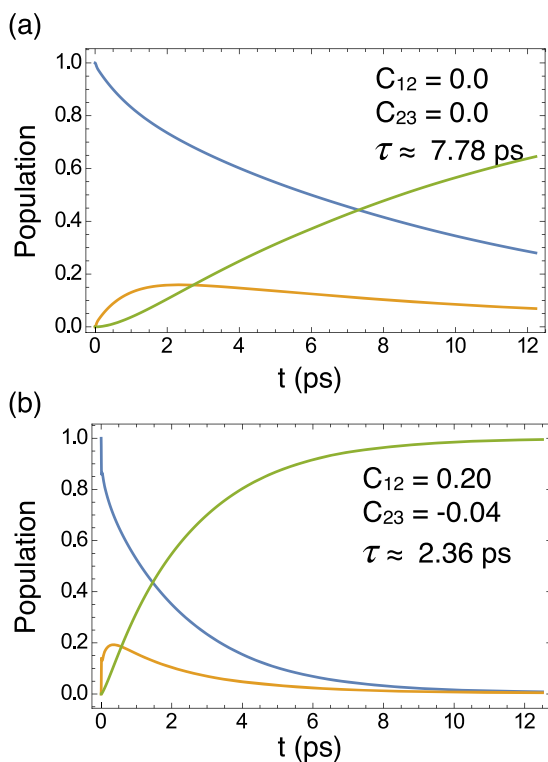 (a)
1.0
0.8
0.6
0.4
0.2
0.0
Population
C12 = 0.0
C23 = 0.0
τ ≈ 7.78 ps
0 2 4 6 8 10 12
t (ps)
(b)
1.0
0.8
0.6
0.4
0.2
0.0
Population
C12 = 0.20
C23 = -0.04
τ ≈ 2.36 ps
0 2 4 6 8 10 12
t (ps)